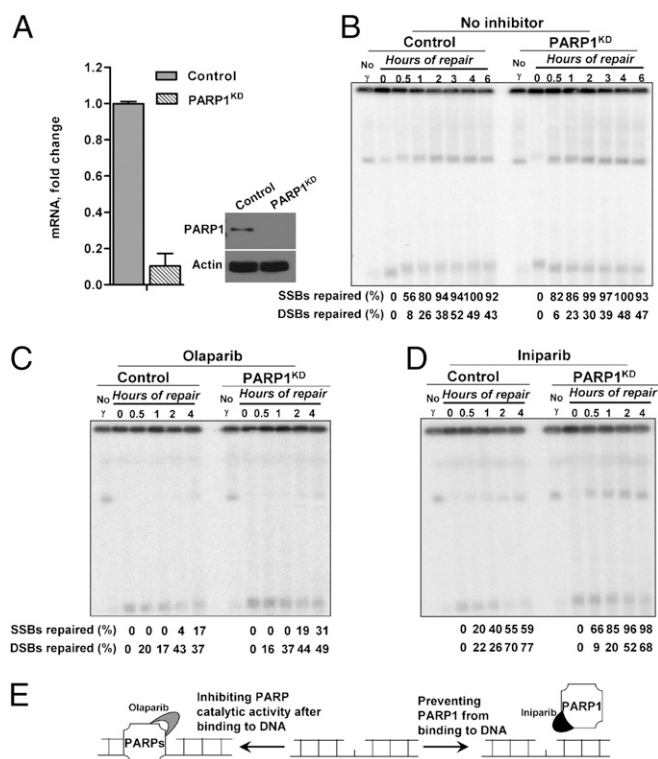 A
Control
PARP1KD
mRNA, fold change
1.2
1.0
0.8
0.6
0.4
0.2
0.0
Control
PARP1KD
PARP1
Actin
B
No inhibitor
Control
PARP1KD
No γ
Hours of repair
0 0.5 1 2 3 4 6
No γ
Hours of repair
0 0.5 1 2 3 4 6
SSBs repaired (%) 0 56 80 94 94 100 92 0 82 86 99 97 100 93
DSBs repaired (%) 0 8 26 38 52 49 43 0 6 23 30 39 48 47
C
Olaparib
Control
PARP1KD
No γ
Hours of repair
0 0.5 1 2 4
No γ
Hours of repair
0 0.5 1 2 4
SSBs repaired (%) 0 0 0 4 17 0 0 0 19 31
DSBs repaired (%) 0 20 17 43 37 0 16 37 44 49
D
Iniparib
Control
PARP1KD
No γ
Hours of repair
0 0.5 1 2 4
No γ
Hours of repair
0 0.5 1 2 4
0 20 40 55 59 0 66 85 96 98
0 22 26 70 77 0 9 20 52 68
E
Olaparib
PARPs
Inhibiting PARP
catalytic activity after
binding to DNA
Preventing
PARP1 from
binding to DNA
Iniparib
PARP1